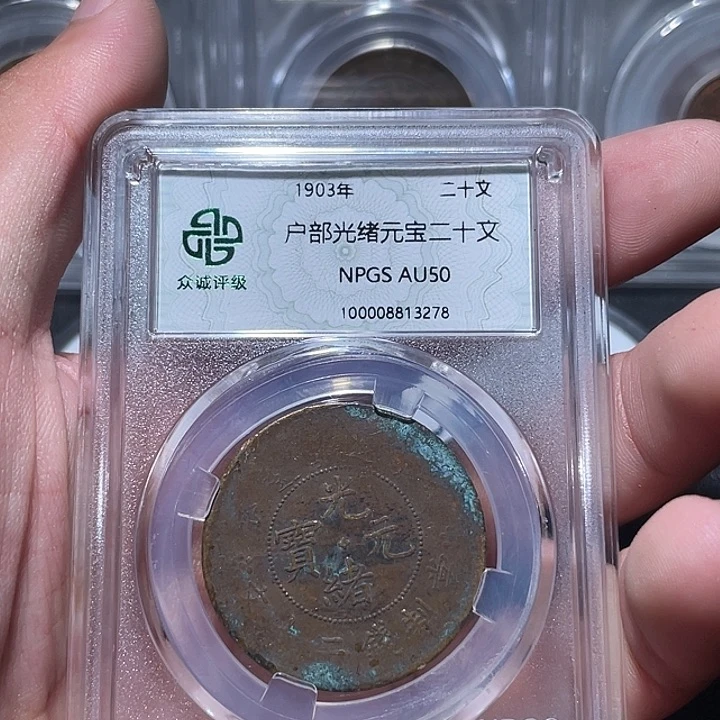 1903年 二十文
户部光绪元宝二十文
众诚评级
NPGS AU50
100008813278
光
寶 元
緒
二